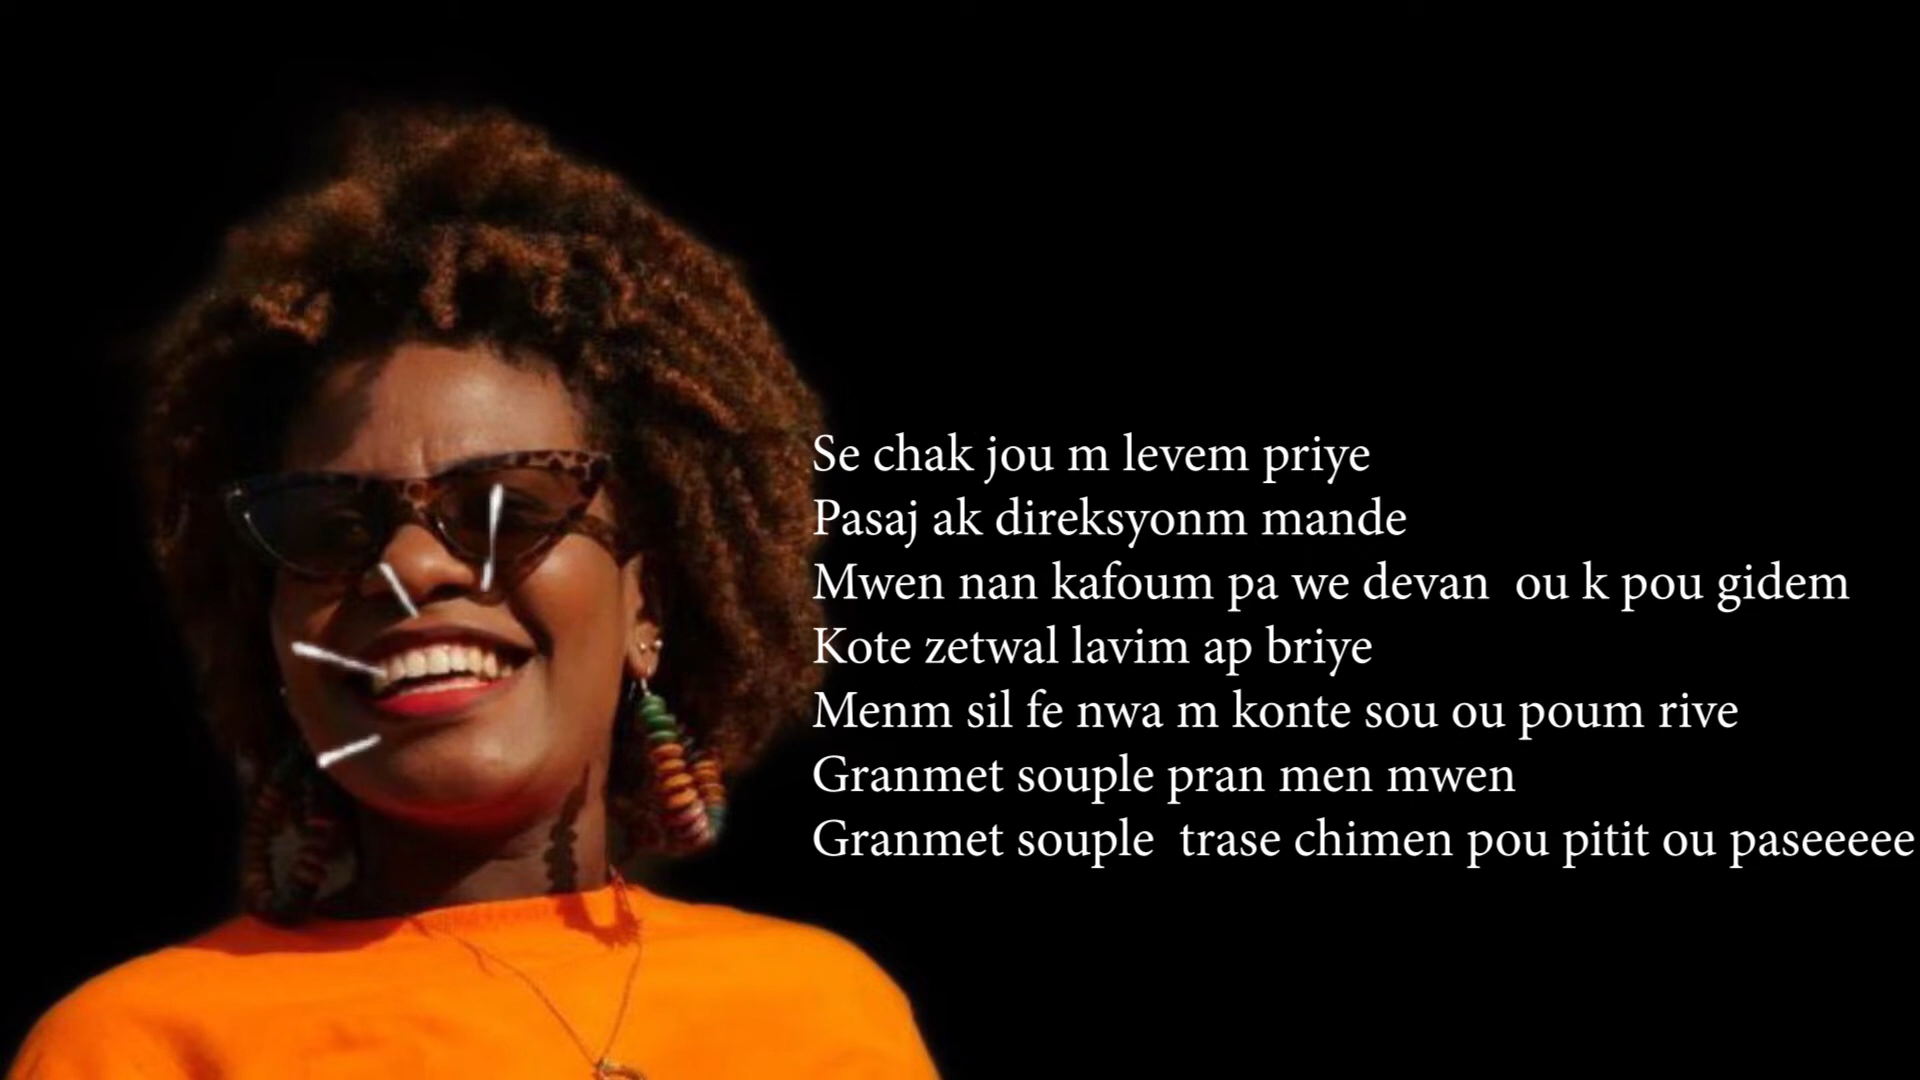 Se chak jou m levem priye
Pasaj ak direksyonm mande
Mwen nan kafoum pa we devan  ou k pou gidem
Kote zetwal lavim ap briye
Menm sil fe nwa m konte sou ou poum rive
Granmet souple pran men mwen
Granmet souple  trase chimen pou pitit ou paseeeee